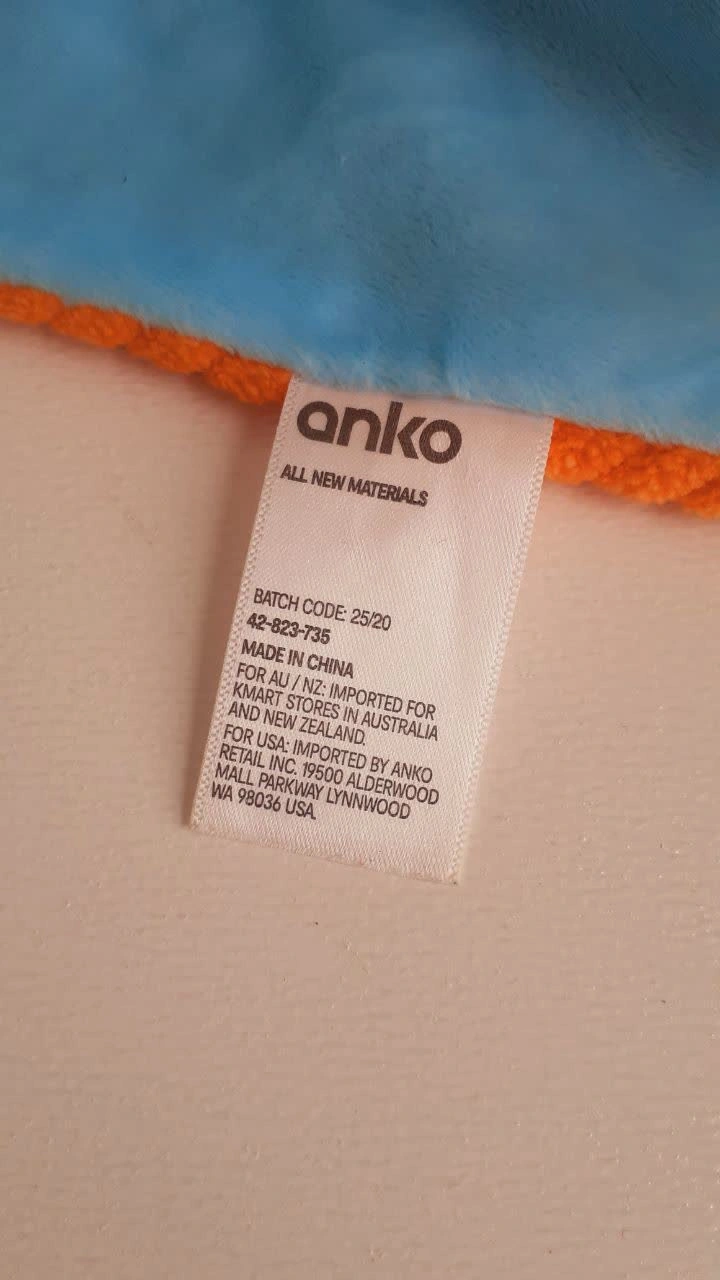 anko
ALL NEW MATERIALS
BATCH CODE: 25/20
42-823-735
MADE IN CHINA
FOR AU / NZ: IMPORTED FOR
KMART STORES IN AUSTRALIA
AND NEW ZEALAND.
FOR USA: IMPORTED BY ANKO
RETAIL INC. 19500 ALDERWOOD
MALL PARKWAY LYNNWOOD
WA 98036 USA.